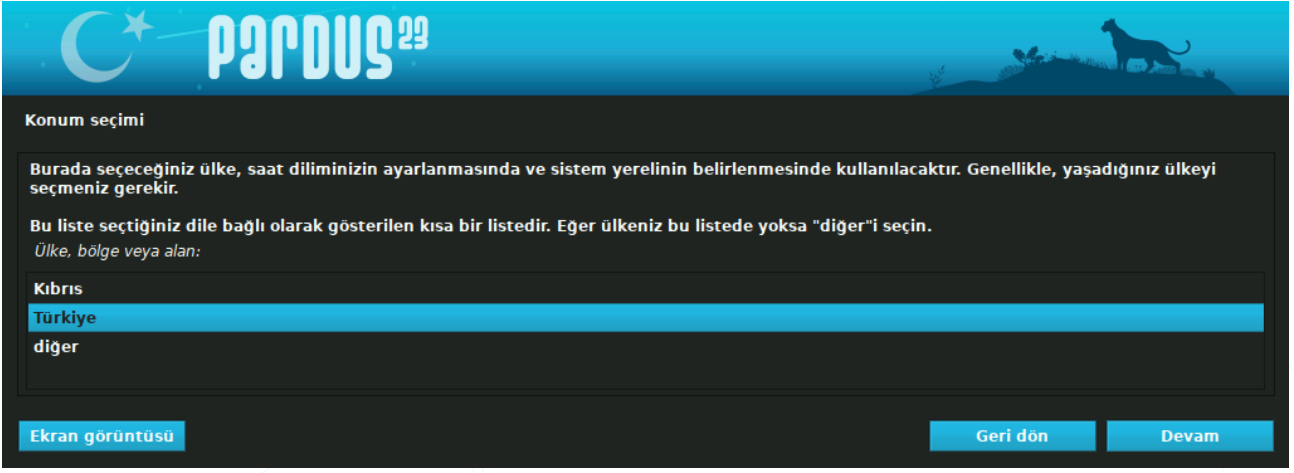 Pardus 23
Konum seçimi
Burada seçeceğiniz ülke, saat diliminizin ayarlanmasında ve sistem yerelinin belirlenmesinde kullanılacaktır. Genellikle, yaşadığınız ülkeyi
seçmeniz gerekir.
Bu liste seçtiğiniz dile bağlı olarak gösterilen kısa bir listedir. Eğer ülkeniz bu listede yoksa "diğer"i seçin.
Ülke, bölge veya alan:
Kıbrıs
Türkiye
diğer
Ekran görüntüsü
Geri dön
Devam